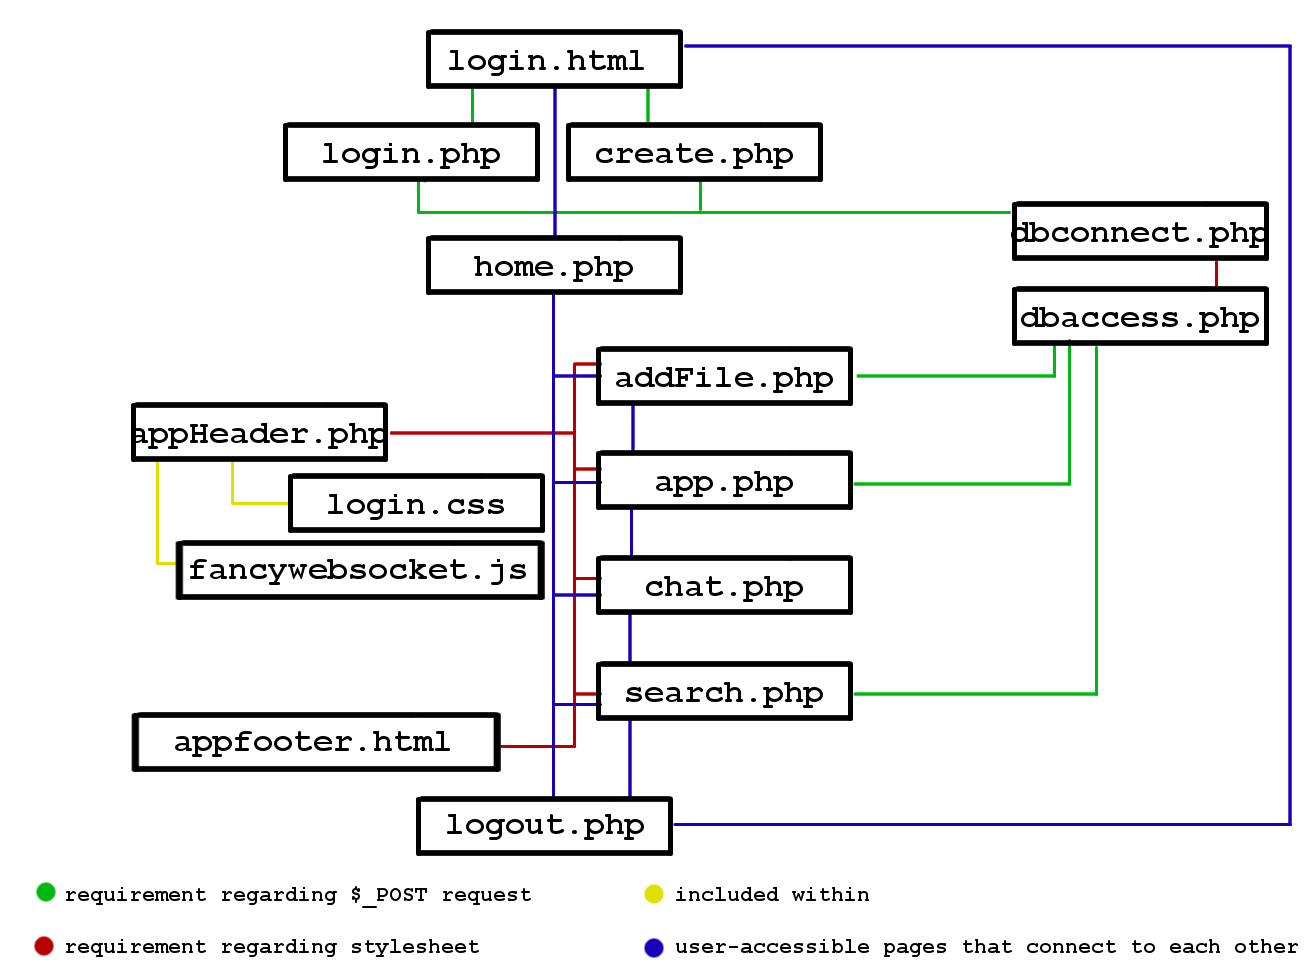 login.html
login.php
create.php
dbconnect.php
home.php
dbaccess.php
addFile.php
appHeader.php
app.php
login.css
fancywebsocket.js
chat.php
search.php
appfooter.html
logout.php
requirement regarding $_POST request
included within
requirement regarding stylesheet
user-accessible pages that connect to each other